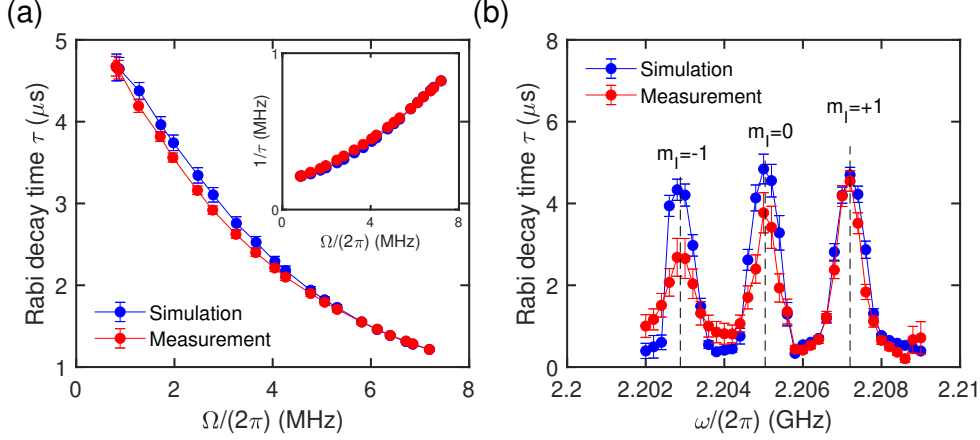 (a)
5
4
3
2
1
0
2
4
6
8
Rabi decay time τ (μs)
Ω/(2π) (MHz)
Simulation
Measurement
1
0
0
4
8
1/τ (MHz)
Ω/(2π) (MHz)
(b)
8
6
4
2
0
2.2
2.202
2.204
2.206
2.208
2.21
Rabi decay time τ (μs)
ω/(2π) (GHz)
Simulation
Measurement
m_I=-1
m_I=0
m_I=+1